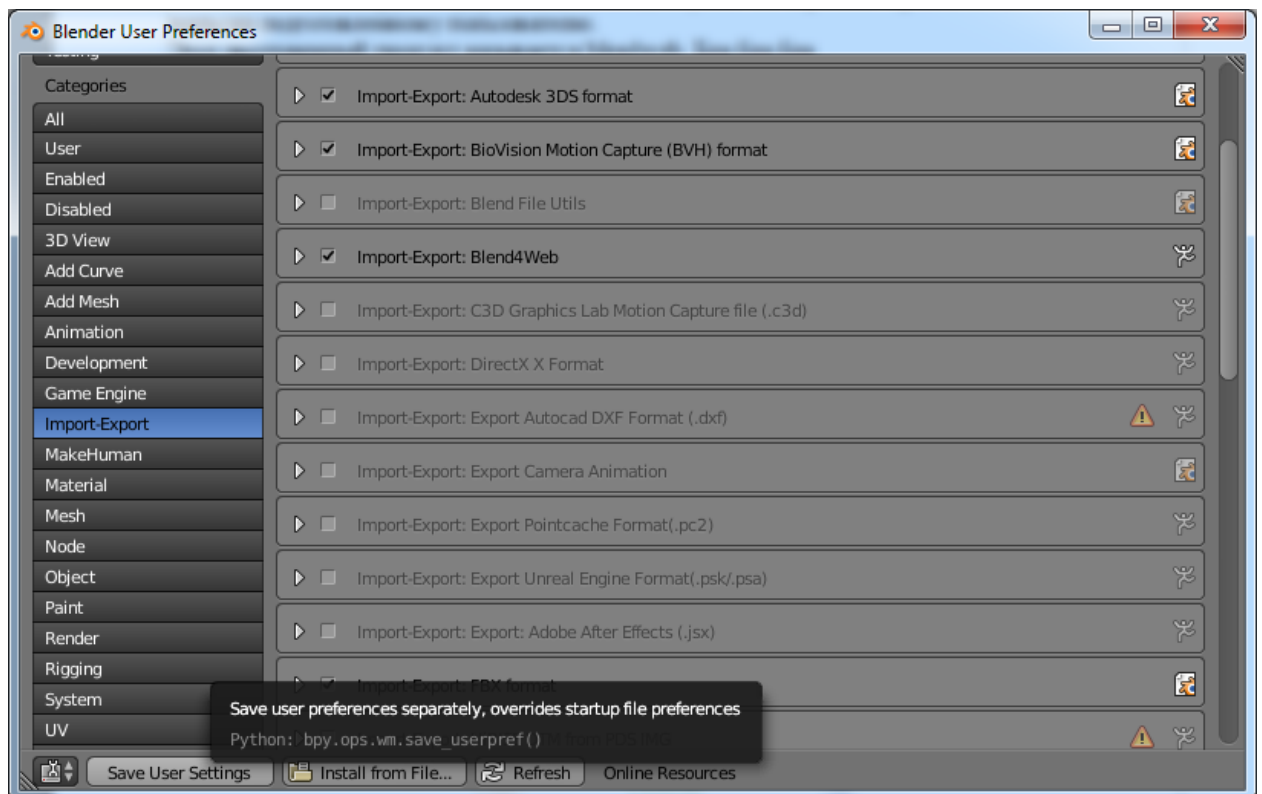 Blender User Preferences
Categories
All
User
Enabled
Disabled
3D View
Add Curve
Add Mesh
Animation
Development
Game Engine
Import-Export
MakeHuman
Material
Mesh
Node
Object
Paint
Render
Rigging
System
UV
Import-Export: Autodesk 3DS format
Import-Export: BioVision Motion Capture (BVH) format
Import-Export: Blend File Utils
Import-Export: Blend4Web
Import-Export: C3D Graphics Lab Motion Capture file (.c3d)
Import-Export: DirectX X Format
Import-Export: Export Autocad DXF Format (.dxf)
Import-Export: Export Camera Animation
Import-Export: Export Pointcache Format(.pc2)
Import-Export: Export Unreal Engine Format(.psk/.psa)
Import-Export: Export: Adobe After Effects (.jsx)
Import-Export: FBX format
Save user preferences separately, overrides startup file preferences
Python: bpy.ops.wm.save_userpref()
Save User Settings
Install from File...
Refresh
Online Resources